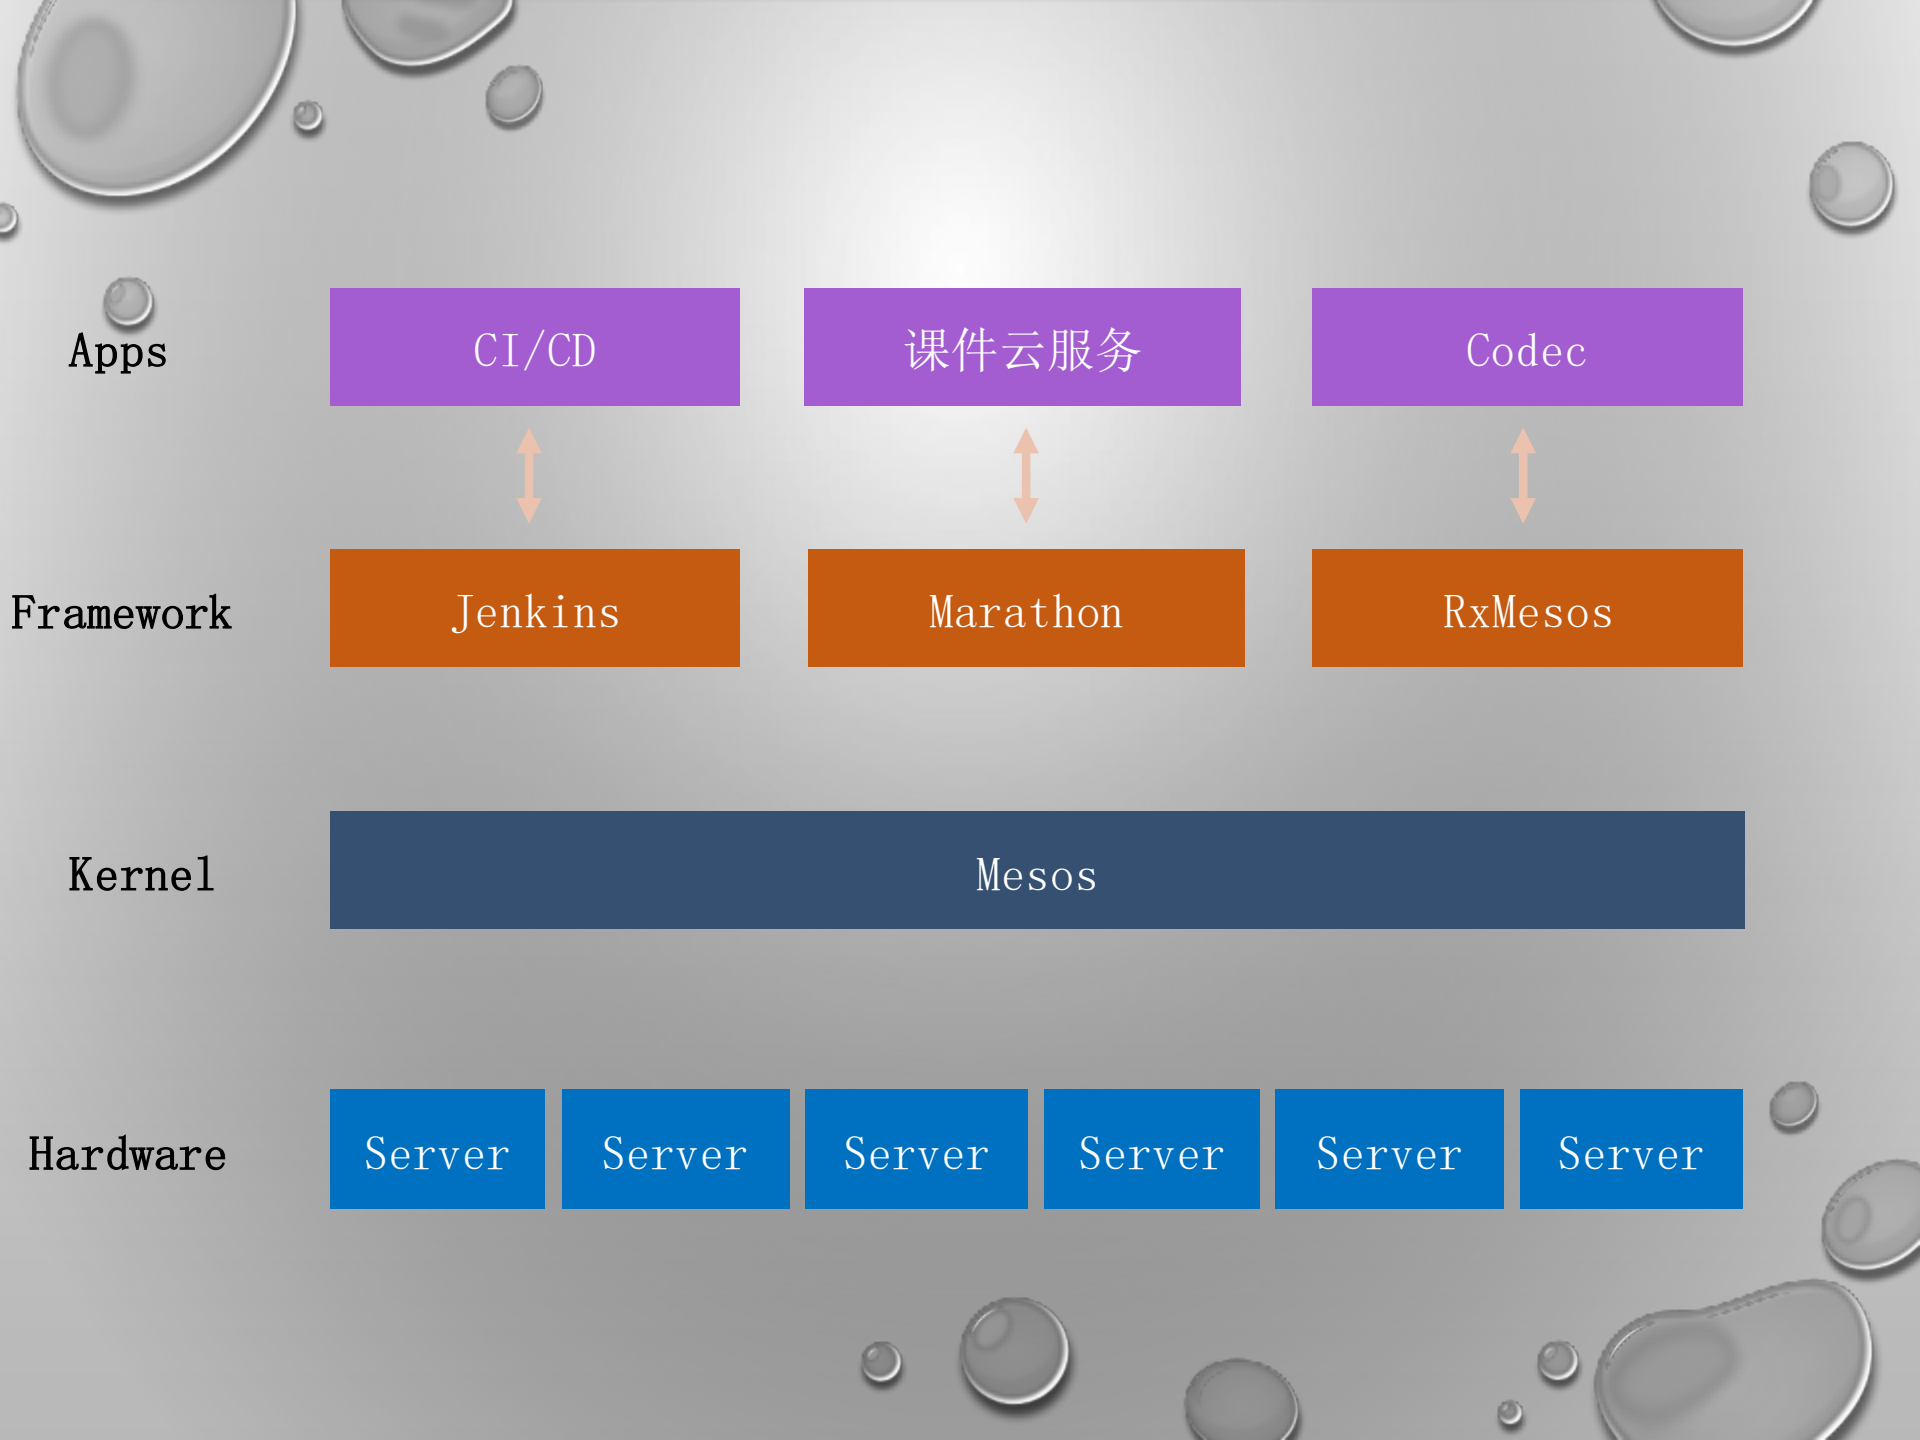 Apps
CI/CD
课件云服务
Codec
Framework
Jenkins
Marathon
RxMesos
Kernel
Mesos
Hardware
Server
Server
Server
Server
Server
Server